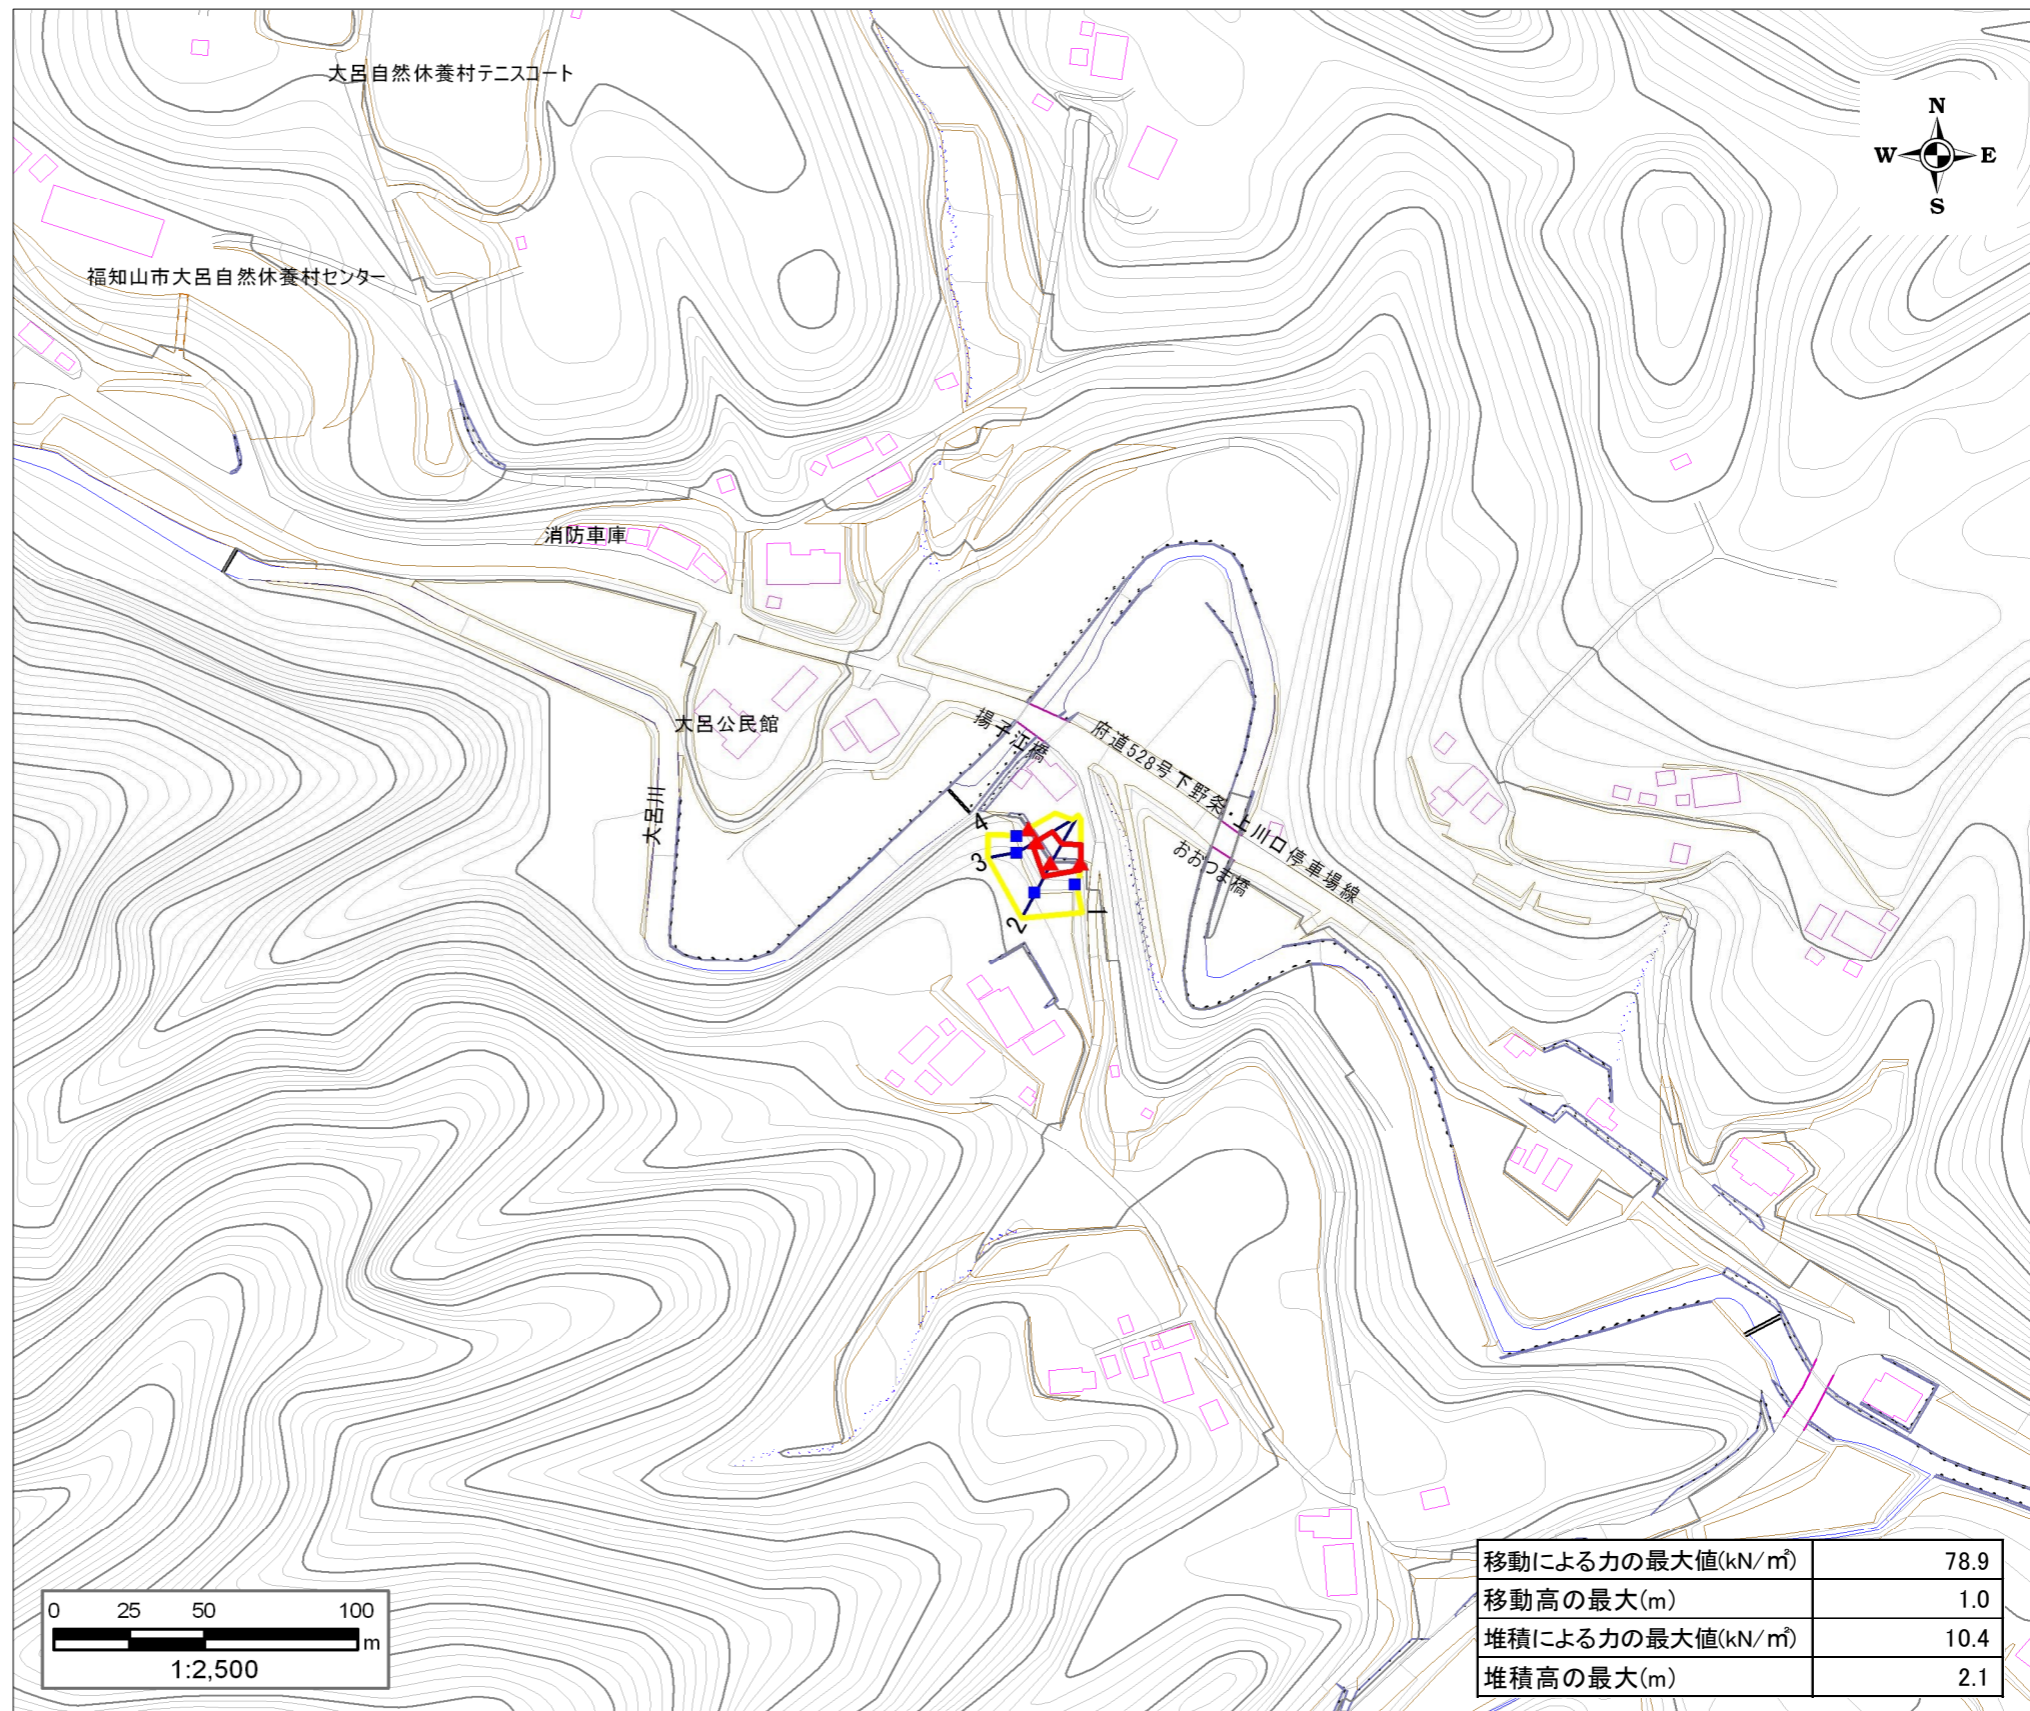 大呂自然休養村テニスコート
N
W E
S
福知山市大呂自然休養村センター
消防車庫
大呂公民館
揚子江橋
府道528号下野条・上川口停車場線
大呂川
おおつま橋
4
3
2
1
0 25 50 100
m
1:2,500
移動による力の最大値(kN/㎡) 78.9
移動高の最大(m) 1.0
堆積による力の最大値(kN/㎡) 10.4
堆積高の最大(m) 2.1